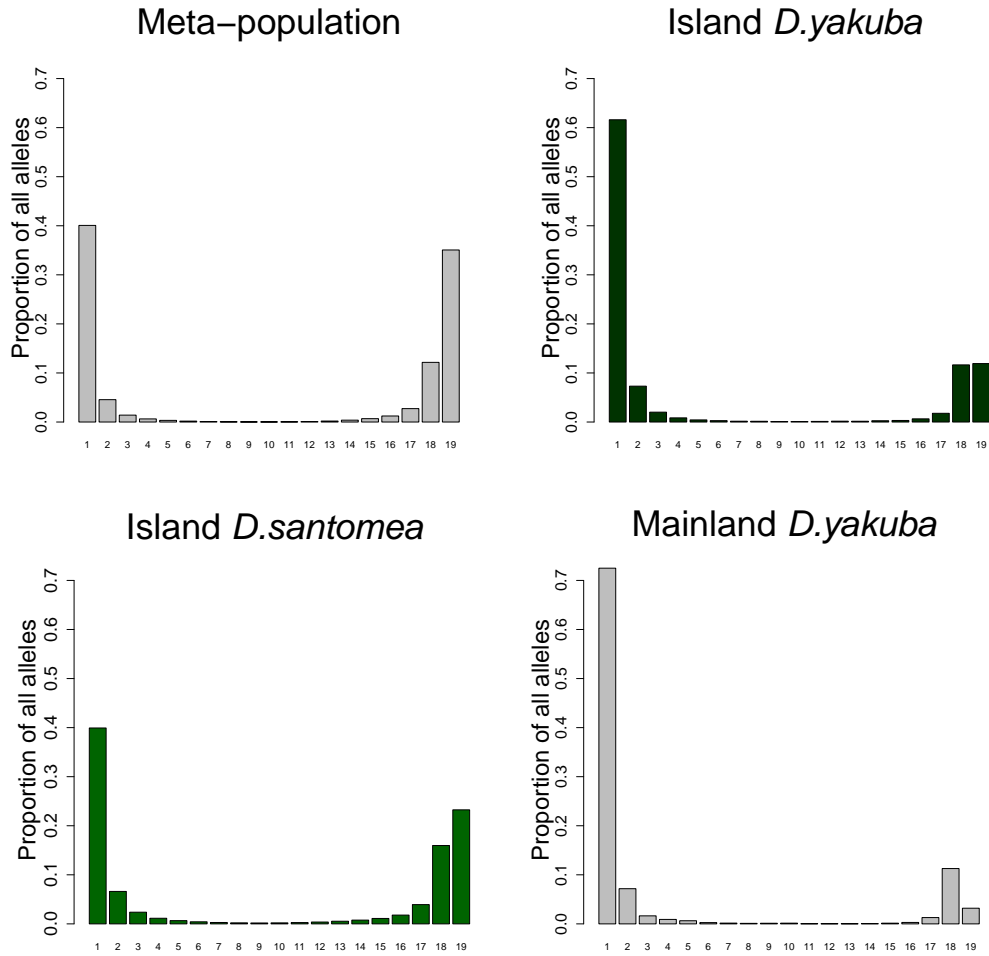 Meta−population
Proportion of all alleles
0.0 0.1 0.2 0.3 0.4 0.5 0.6 0.7
1 2 3 4 5 6 7 8 9 10 11 12 13 14 15 16 17 18 19
Island D.yakuba
Proportion of all alleles
0.0 0.1 0.2 0.3 0.4 0.5 0.6 0.7
1 2 3 4 5 6 7 8 9 10 11 12 13 14 15 16 17 18 19
Island D.santomea
Proportion of all alleles
0.0 0.1 0.2 0.3 0.4 0.5 0.6 0.7
1 2 3 4 5 6 7 8 9 10 11 12 13 14 15 16 17 18 19
Mainland D.yakuba
Proportion of all alleles
0.0 0.1 0.2 0.3 0.4 0.5 0.6 0.7
1 2 3 4 5 6 7 8 9 10 11 12 13 14 15 16 17 18 19